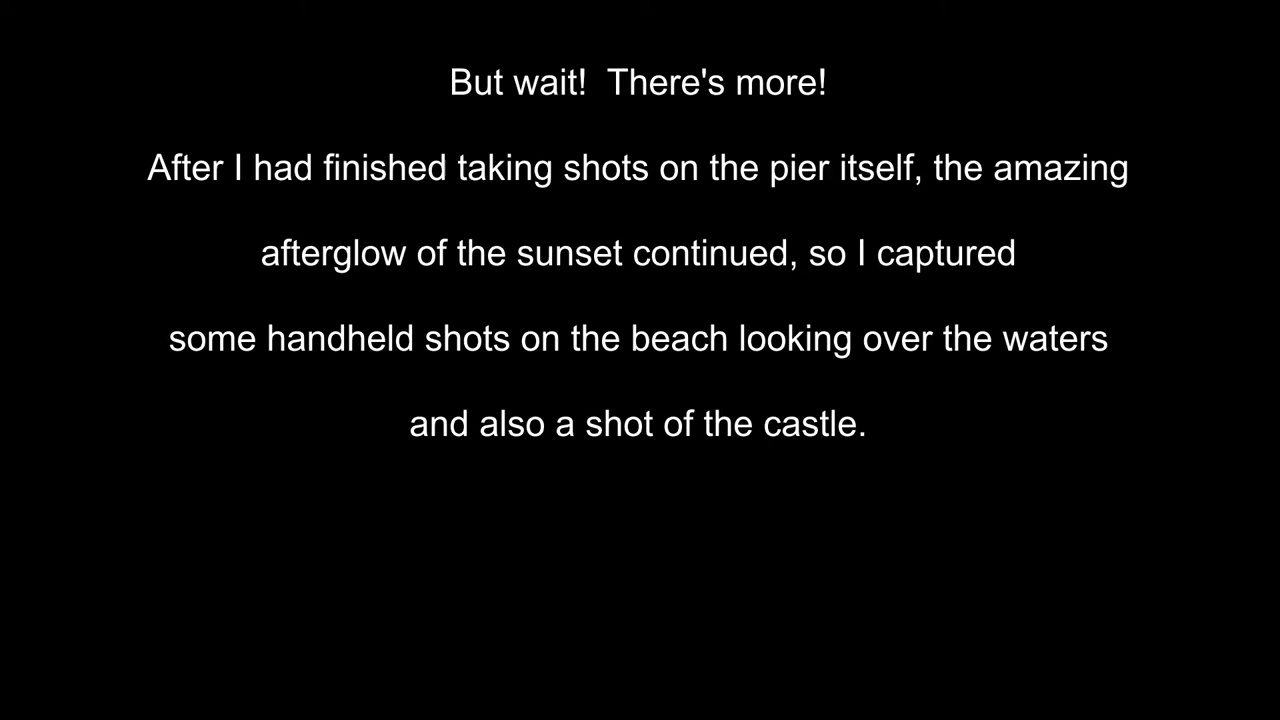 But wait!  There's more!
After I had finished taking shots on the pier itself, the amazing
afterglow of the sunset continued, so I captured
some handheld shots on the beach looking over the waters
and also a shot of the castle.